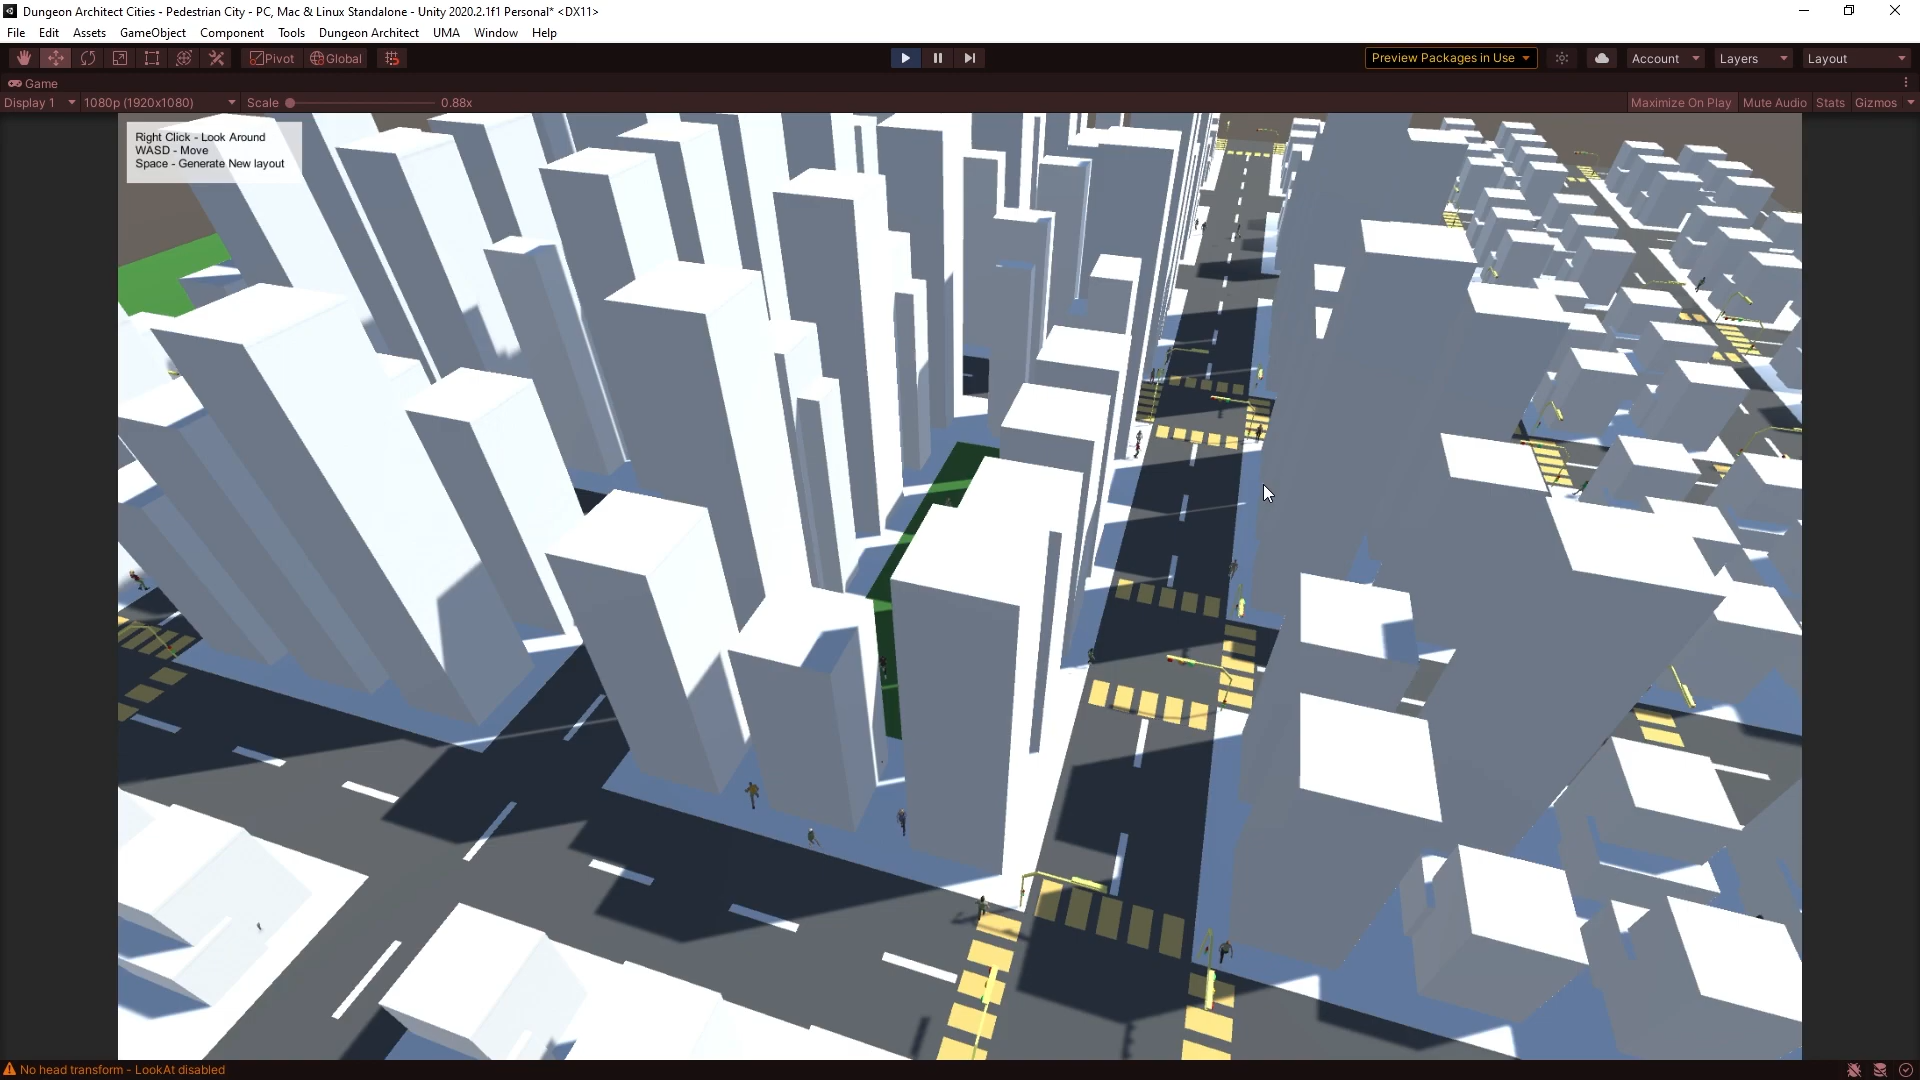 Dungeon Architect Cities - Pedestrian City - PC, Mac & Linux Standalone - Unity 2020.2.1f1 Personal* <DX11>
File Edit Assets GameObject Component Tools Dungeon Architect UMA Window Help
Pivot Global Preview Packages in Use Account Layers Layout
Game
Display 1 1080p (1920x1080) Scale 0.88x Maximize On Play Mute Audio Stats Gizmos
Right Click - Look Around
WASD - Move
Space - Generate New layout
No head transform - LookAt disabled